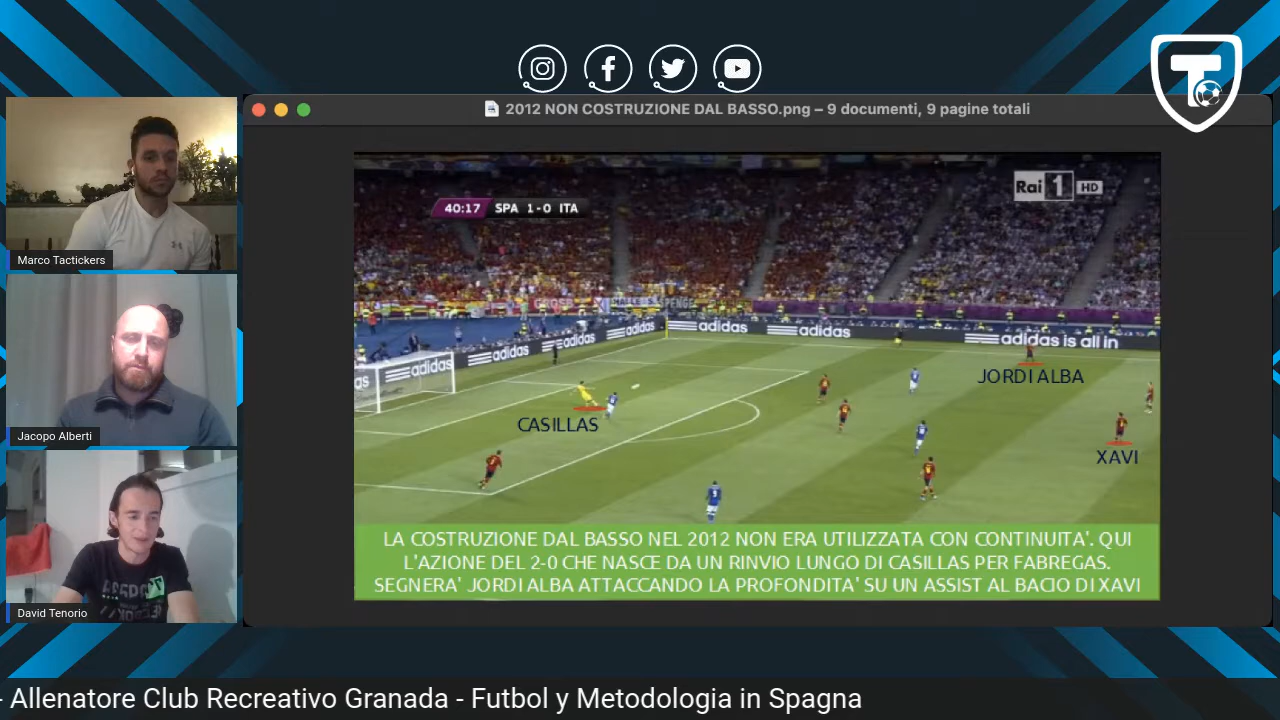 2012 NON COSTRUZIONE DAL BASSO.png – 9 documenti, 9 pagine totali
Rai 1 HD
40:17 SPA 1-0 ITA
adidas
adidas
adidas
adidas
adidas
adidas is all in
JORDI ALBA
CASILLAS
XAVI
LA COSTRUZIONE DAL BASSO NEL 2012 NON ERA UTILIZZATA CON CONTINUITA'. QUI
L'AZIONE DEL 2-0 CHE NASCE DA UN RINVIO LUNGO DI CASILLAS PER FABREGAS.
SEGNERA' JORDI ALBA ATTACCANDO LA PROFONDITA' SU UN ASSIST AL BACIO DI XAVI
Marco Tactickers
Jacopo Alberti
David Tenorio
- Allenatore Club Recreativo Granada - Futbol y Metodologia in Spagna